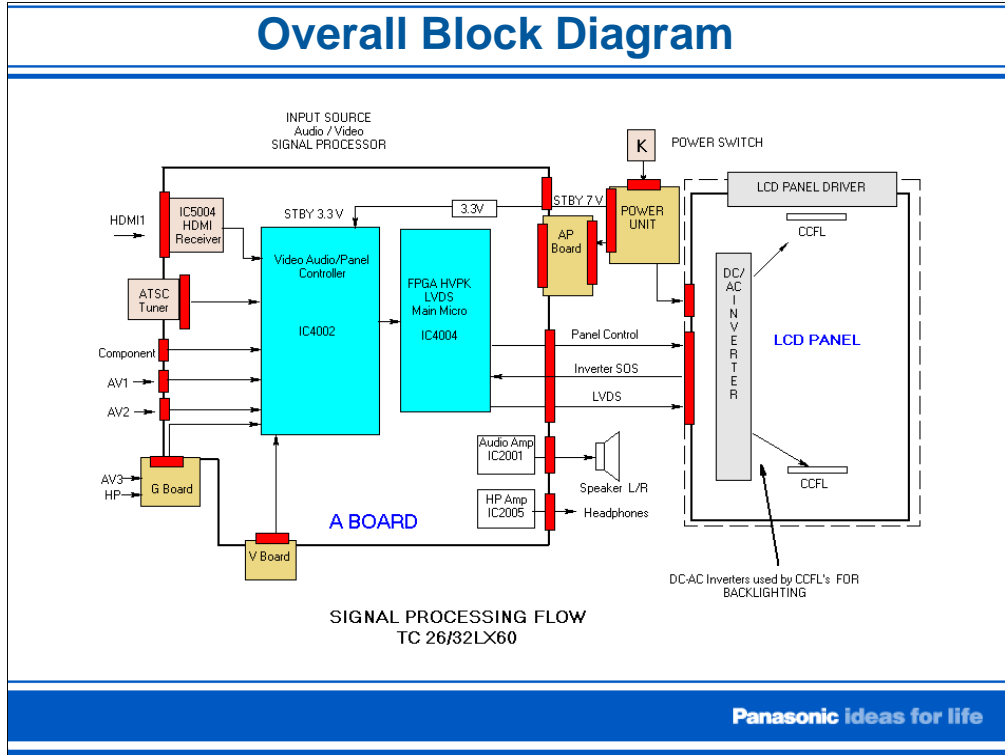 Overall Block Diagram
INPUT SOURCE
Audio / Video
SIGNAL PROCESSOR
K
POWER SWITCH
LCD PANEL DRIVER
HDMI1
IC5004
HDMI
Receiver
STBY 3.3 V
3.3V
STBY 7 V
POWER
UNIT
AP
Board
CCFL
Video Audio/Panel
Controller
IC4002
FPGA HVPK
LVDS
Main Micro
IC4004
ATSC
Tuner
DC/
AC INVERTER
LCD PANEL
Component
AV1
AV2
Panel Control
Inverter SOS
LVDS
AV3
HP
G Board
Audio Amp
IC2001
Speaker L/R
HP Amp
IC2005
Headphones
CCFL
A BOARD
V Board
DC-AC Inverters used by CCFL's FOR
BACKLIGHTING
SIGNAL PROCESSING FLOW
TC 26/32LX60
Panasonic ideas for life